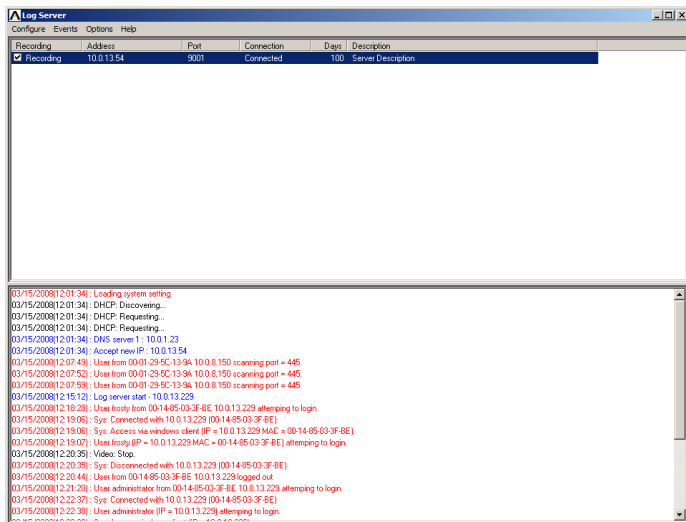 Log Server
Configure Events Options Help
Recording Address Port Connection Days Description
Recording 10.0.13.54 9001 Connected 100 Server Description
03/15/2008(12:01:34) : Loading system setting
03/15/2008(12:01:34) : DHCP: Discovering...
03/15/2008(12:01:34) : DHCP: Requesting...
03/15/2008(12:01:34) : DHCP: Requesting...
03/15/2008(12:01:34) : DNS server 1 : 10.0.1.23
03/15/2008(12:01:34) : Accept new IP : 10.0.13.54
03/15/2008(12:07:49) : User from 00-01-29-5C-13-9A 10.0.8.150 scanning port = 445.
03/15/2008(12:07:52) : User from 00-01-29-5C-13-9A 10.0.8.150 scanning port = 445.
03/15/2008(12:07:59) : User from 00-01-29-5C-13-9A 10.0.8.150 scanning port = 445.
03/15/2008(12:15:12) : Log server start - 10.0.13.229
03/15/2008(12:18:28) : User frosty from 00-14-85-03-3F-BE 10.0.13.229 attemping to login
03/15/2008(12:19:06) : Sys: Connected with 10.0.13.229 (00-14-85-03-3F-BE)
03/15/2008(12:19:06) : Sys: Access via windows client (IP = 10.0.13.229 MAC = 00-14-85-03-3F-BE).
03/15/2008(12:19:07) : User frosty (IP = 10.0.13.229 MAC = 00-14-85-03-3F-BE) attemping to login.
03/15/2008(12:20:35) : Video: Stop.
03/15/2008(12:20:35) : Sys: Disconnected with 10.0.13.229 (00-14-85-03-3F-BE)
03/15/2008(12:20:44) : User from 00-14-85-03-3F-BE 10.0.13.229 logged out
03/15/2008(12:21:20) : User administrator from 00-14-85-03-3F-BE 10.0.13.229 attemping to login
03/15/2008(12:22:37) : Sys: Connected with 10.0.13.229 (00-14-85-03-3F-BE)
03/15/2008(12:22:38) : User administrator (IP = 10.0.13.229) attemping to login.